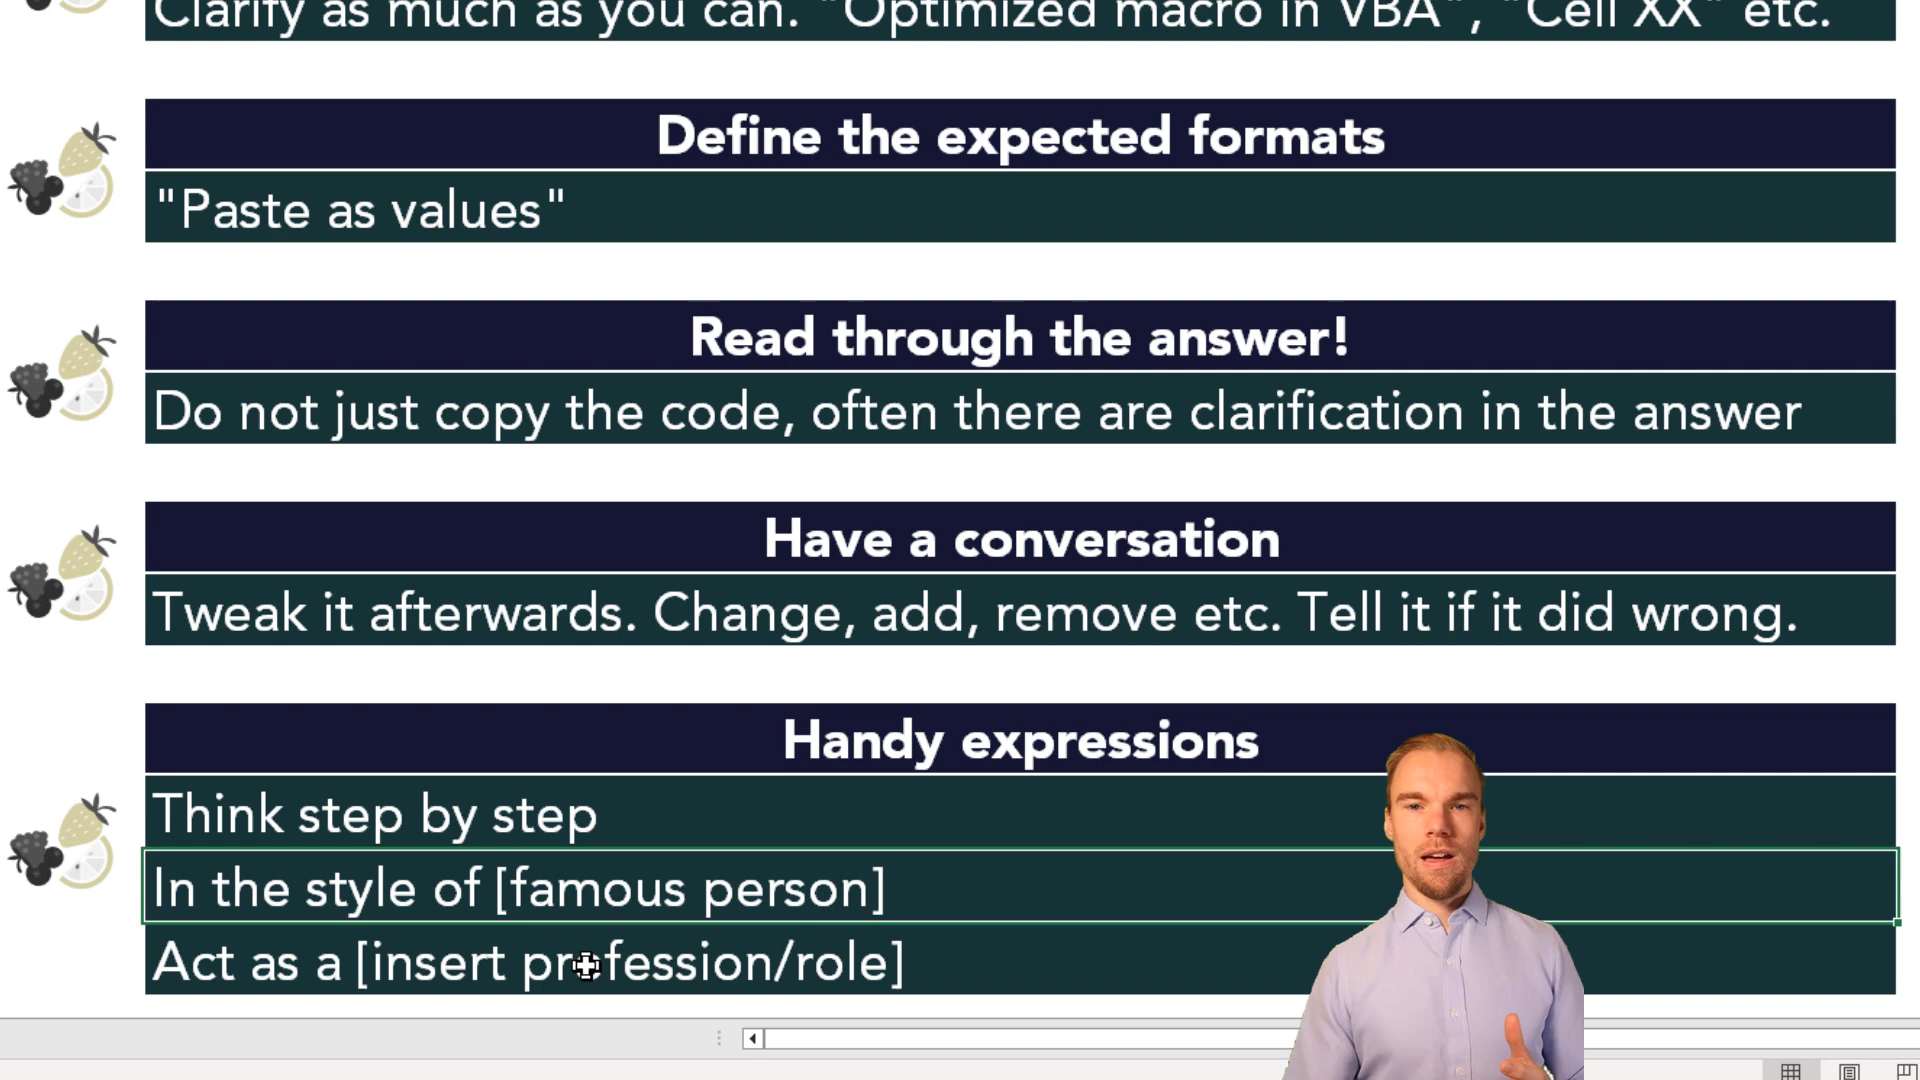 Clarify as much as you can. "Optimized macro in VBA", "Cell XX" etc.
Define the expected formats
"Paste as values"
Read through the answer!
Do not just copy the code, often there are clarification in the answer
Have a conversation
Tweak it afterwards. Change, add, remove etc. Tell it if it did wrong.
Handy expressions
Think step by step
In the style of [famous person]
Act as a [insert profession/role]